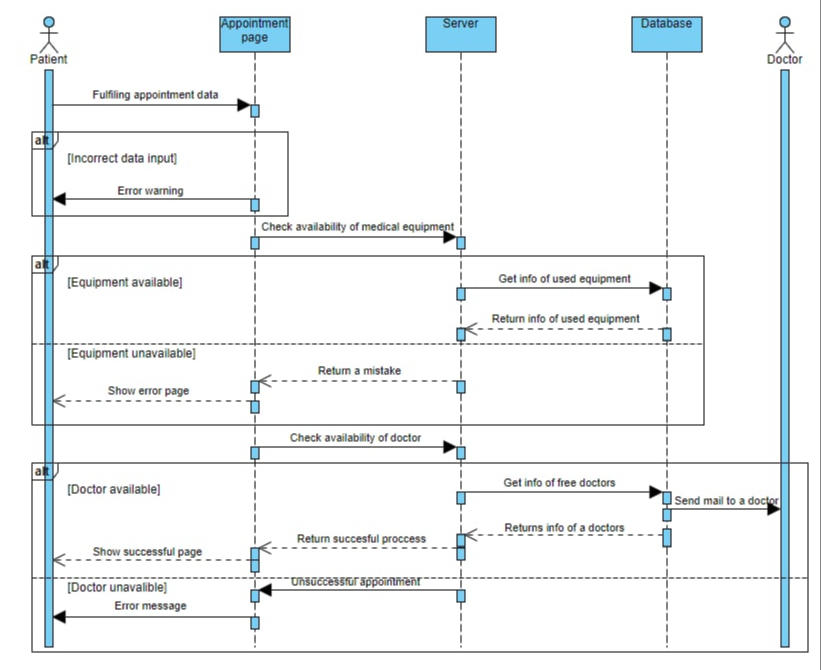 Appointment
page
Server
Database
Patient
Doctor
Fulfiling appointment data
alt
[Incorrect data input]
Error warning
Check availability of medical equipment
alt
[Equipment available]
Get info of used equipment
Return info of used equipment
[Equipment unavailable]
Return a mistake
Show error page
Check availability of doctor
alt
[Doctor available]
Get info of free doctors
Send mail to a doctor
Returns info of a doctors
Return succesful proccess
Show successful page
[Doctor unavalible]
Unsuccessful appointment
Error message